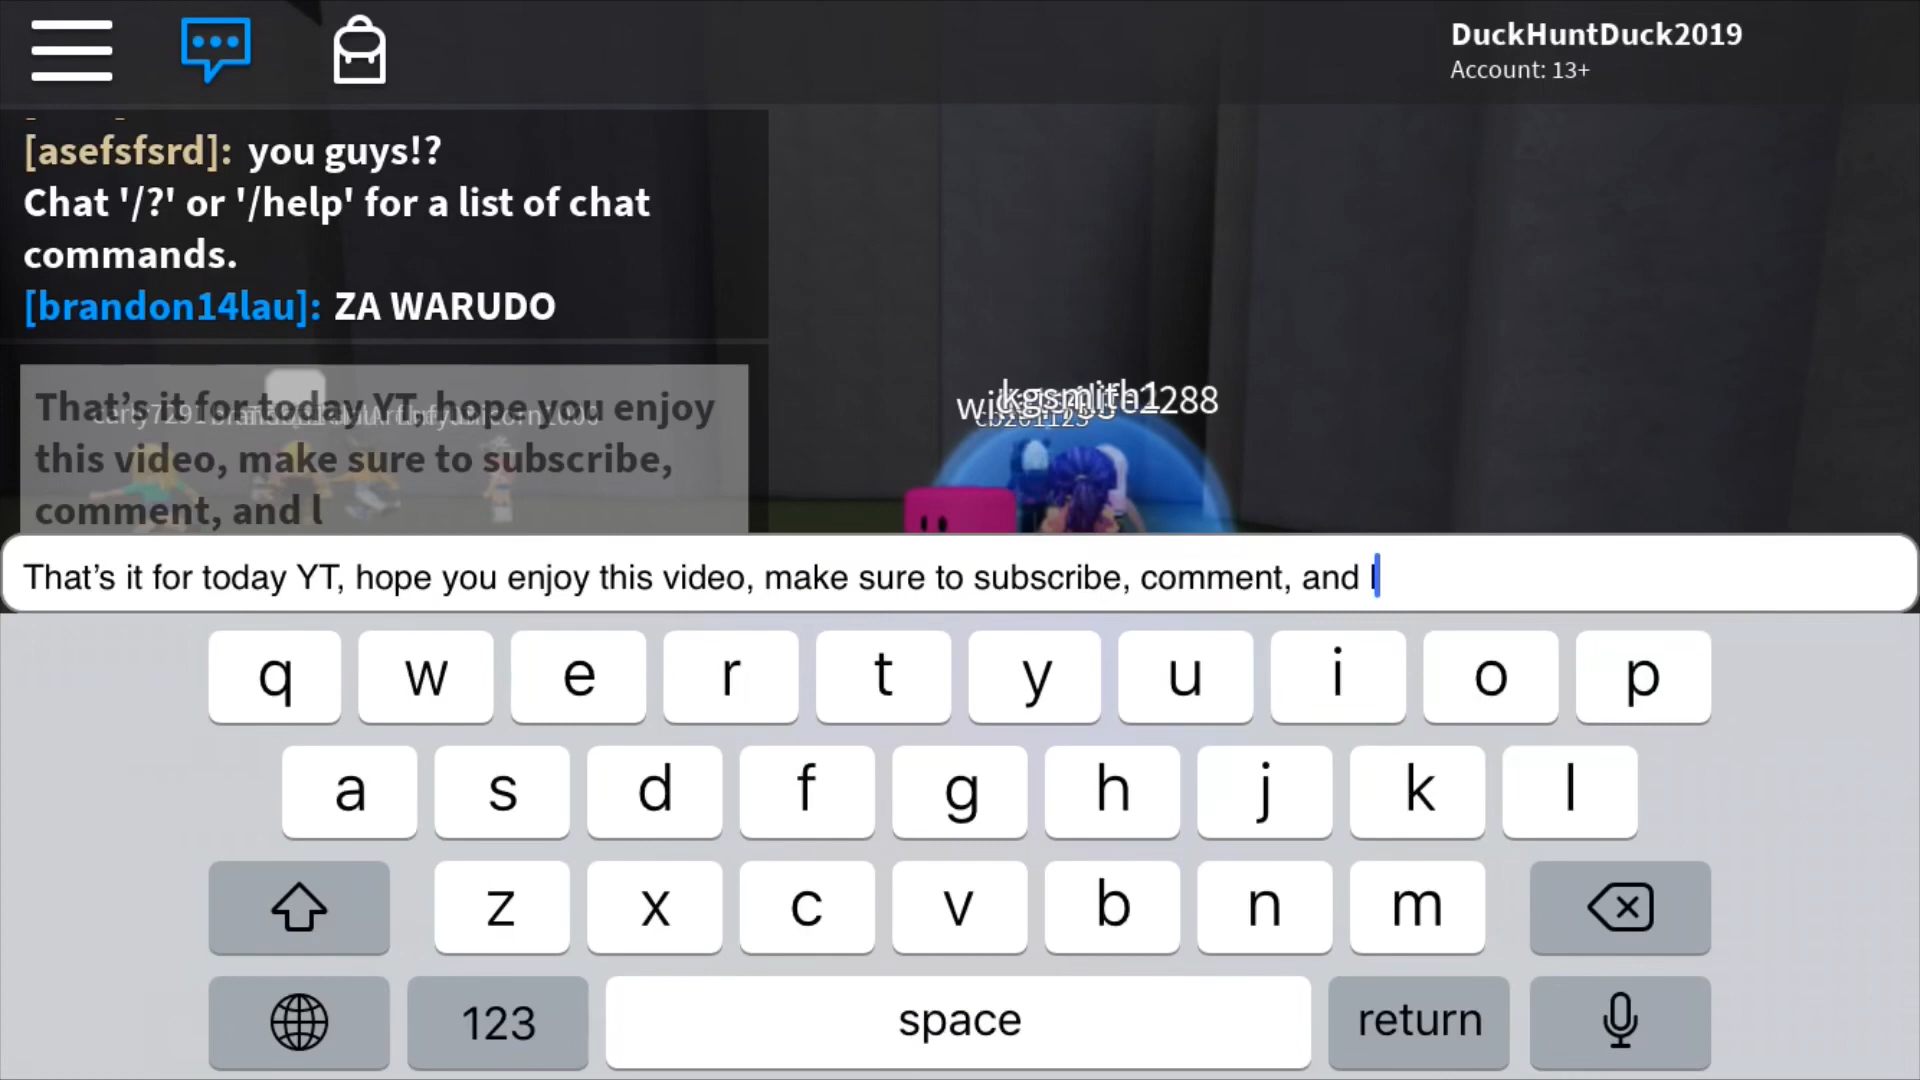 DuckHuntDuck2019
Account: 13+
[asefsfsrd]: you guys!?
Chat '/?' or '/help' for a list of chat
commands.
[brandon14lau]: ZA WARUDO
That's it for today YT, hope you enjoy
this video, make sure to subscribe,
comment, and l
kgsmith1
cb201123
That's it for today YT, hope you enjoy this video, make sure to subscribe, comment, and l
q w e r t y u i o p
a s d f g h j k l
z x c v b n m
123 space return